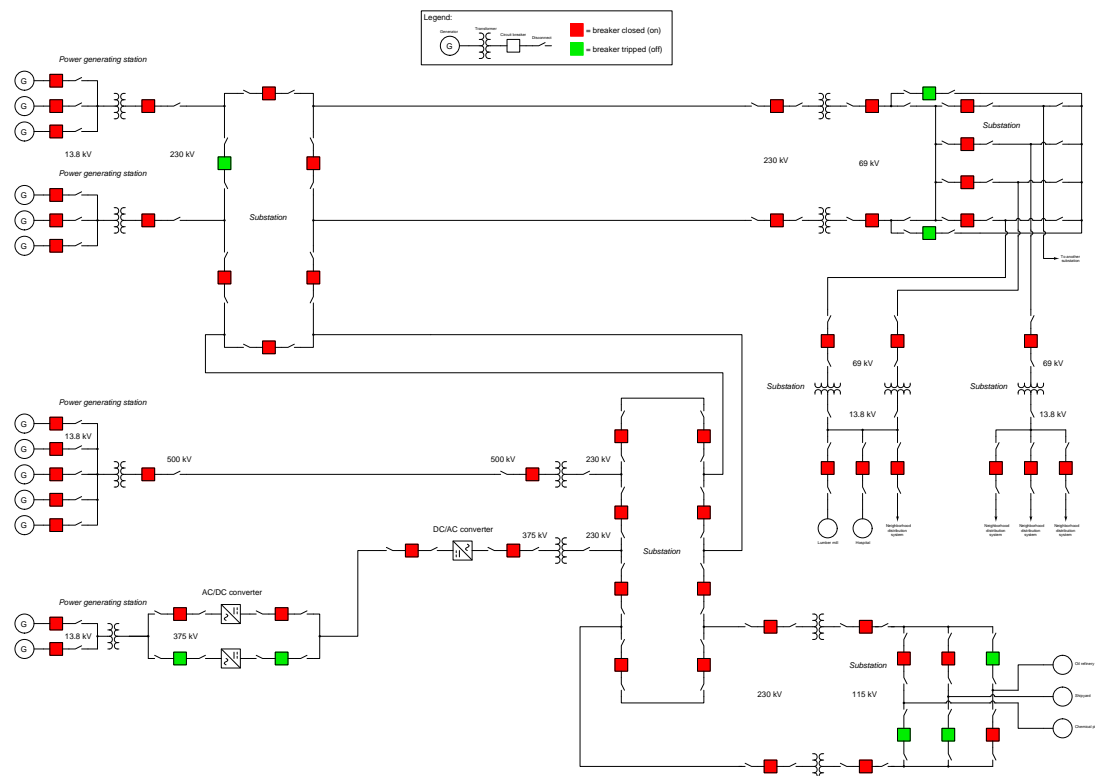 Legend:
Generator
Transformer
Circuit-breaker
Disconnect
G
= breaker closed (on)
= breaker tripped (off)
Power generating station
G
G
G
13.8 kV
230 kV
Power generating station
G
G
G
Substation
230 kV
69 kV
Substation
To another
substation
69 kV
Substation
13.8 kV
69 kV
Substation
13.8 kV
Lumber mill
Hospital
Neighborhood
distribution
system
Neighborhood
distribution
system
Neighborhood
distribution
system
Neighborhood
distribution
system
Power generating station
G
G
G
G
G
13.8 kV
500 kV
500 kV
230 kV
DC/AC converter
375 kV
230 kV
Substation
Power generating station
G
G
13.8 kV
AC/DC converter
375 kV
230 kV
115 kV
Substation
Oil refinery
Shipyard
Chemical p